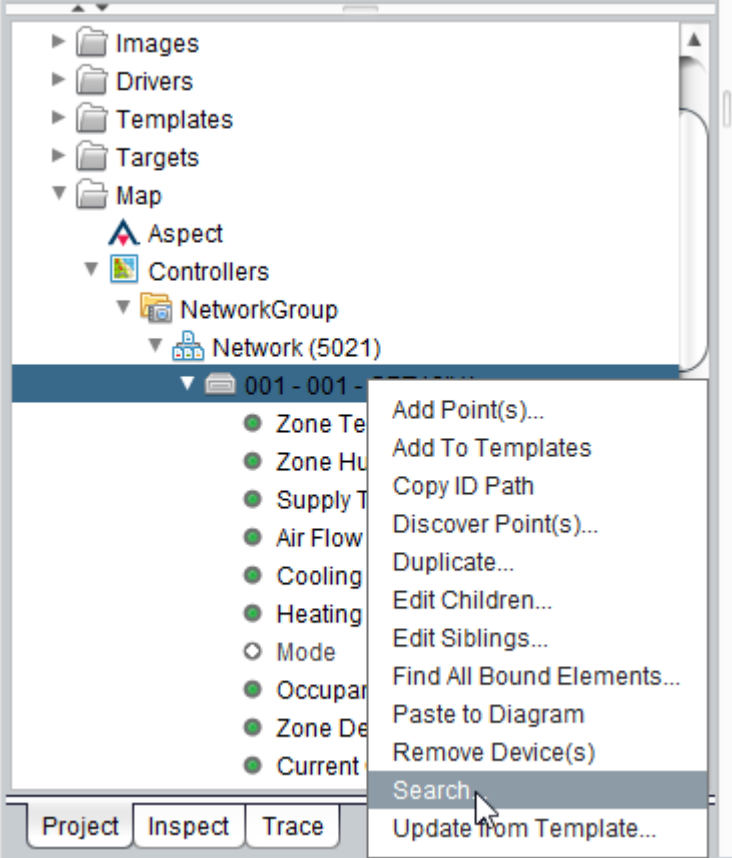 Images
Drivers
Templates
Targets
Map
Aspect
Controllers
NetworkGroup
Network (5021)
001 - 001 -
Zone Te
Zone Hu
Supply T
Air Flow
Cooling
Heating
Mode
Occupan
Zone De
Current
Add Point(s)...
Add To Templates
Copy ID Path
Discover Point(s)...
Duplicate...
Edit Children...
Edit Siblings...
Find All Bound Elements...
Paste to Diagram
Remove Device(s)
Search...
Update from Template...
Project Inspect Trace